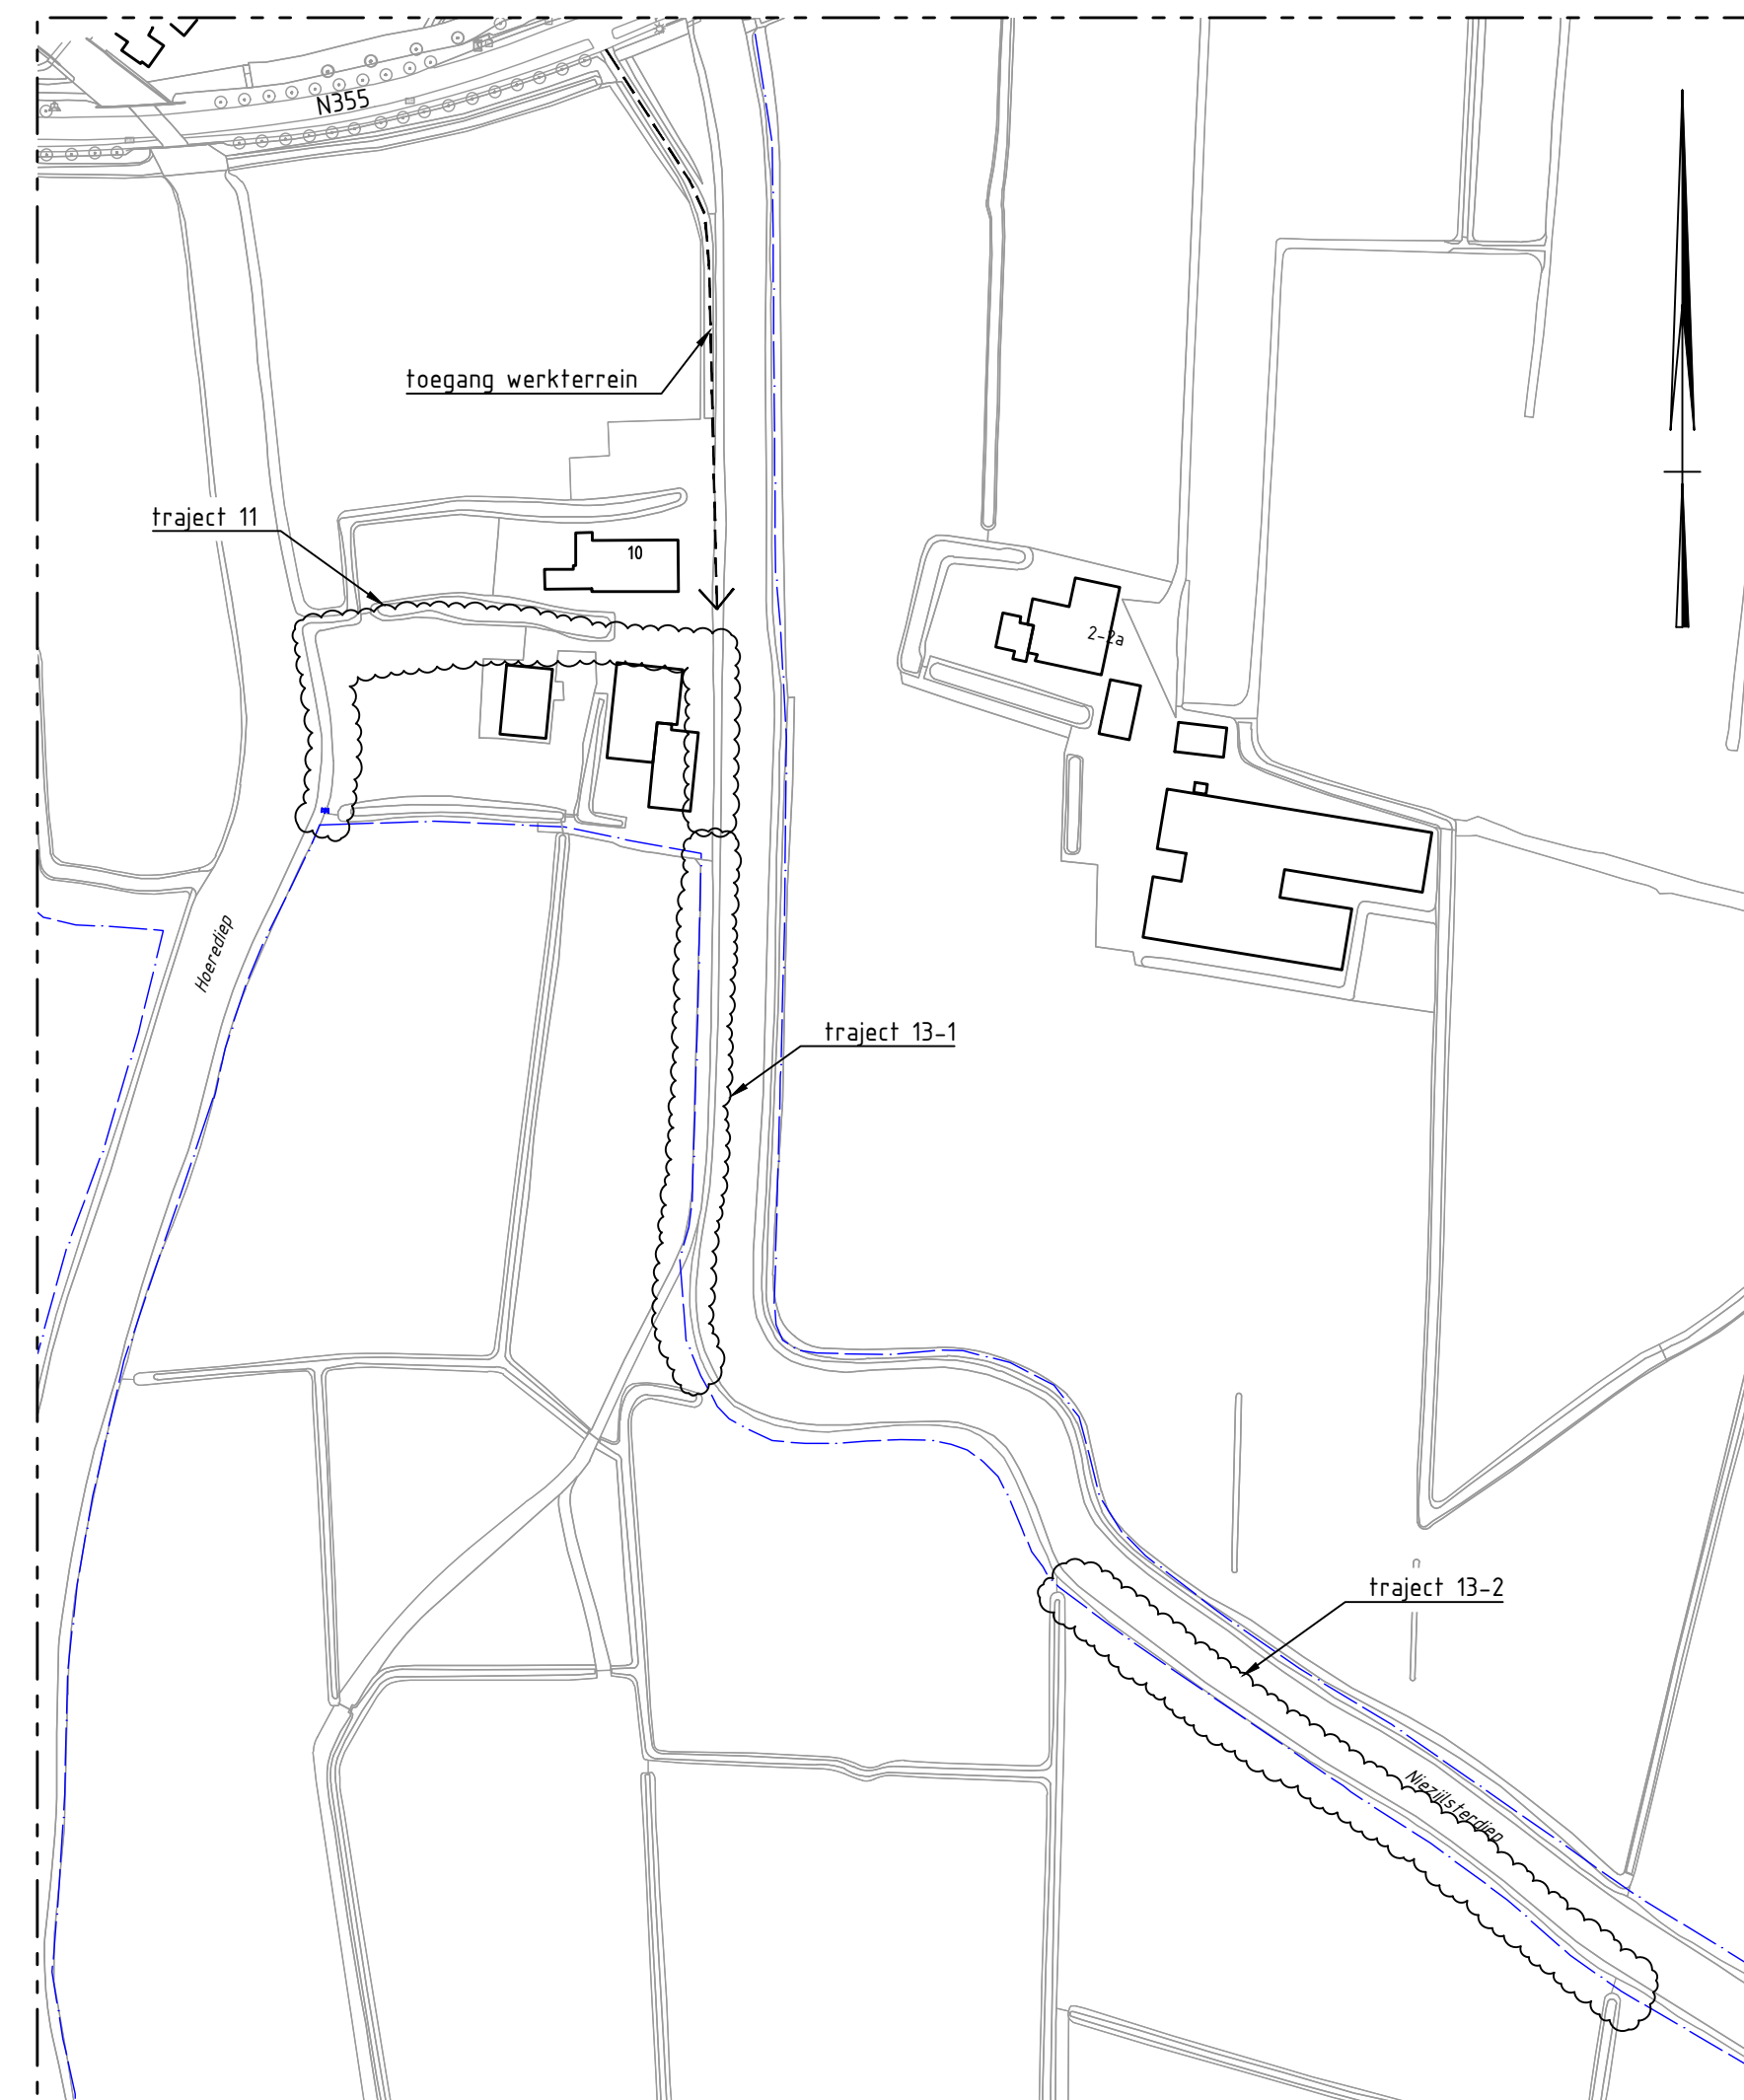 N355
toegang werkterrein
traject 11
10
2-2a
Hoerediep
traject 13-1
traject 13-2
Niezijlsterdiep